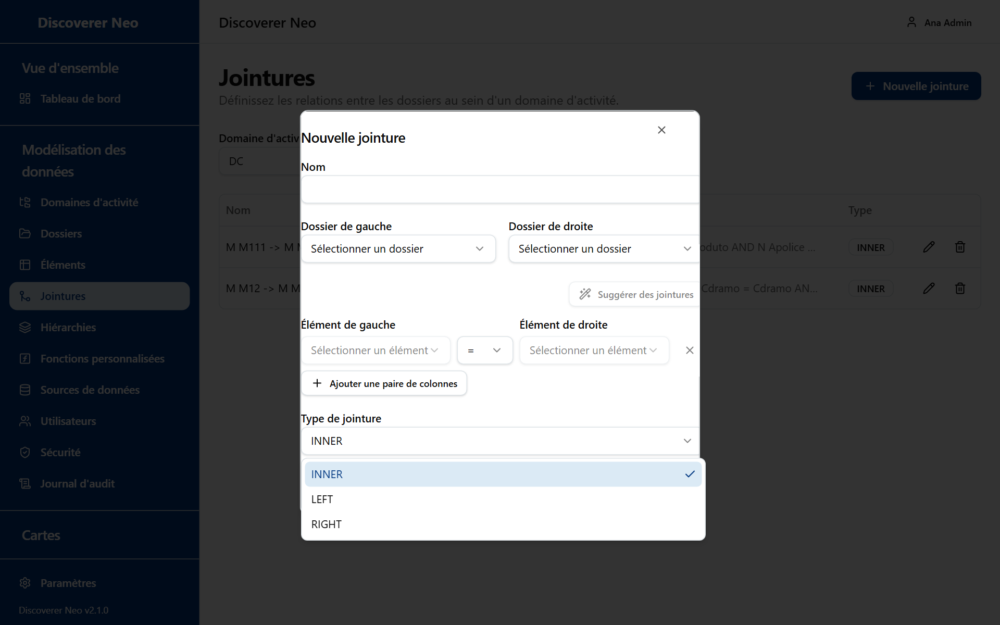 Discoverer Neo
Discoverer Neo
Ana Admin
Vue d'ensemble
Tableau de bord
Modélisation des
données
Domaines d'activité
Dossiers
Éléments
Jointures
Hiérarchies
Fonctions personnalisées
Sources de données
Utilisateurs
Sécurité
Journal d'audit
Cartes
Paramètres
Discoverer Neo v2.1.0
Jointures
Définissez les relations entre les dossiers au sein d'un domaine d'activité.
Nouvelle jointure
Domaine d'activ
DC
Nom
Type
M M111 -> M M
oduto AND N Apolice ...
INNER
M M12 -> M M
Cdramo = Cdramo AN...
INNER
Nouvelle jointure
Nom
Dossier de gauche
Dossier de droite
Sélectionner un dossier
Sélectionner un dossier
Suggérer des jointures
Élément de gauche
Élément de droite
Sélectionner un élément
=
Sélectionner un élément
Ajouter une paire de colonnes
Type de jointure
INNER
INNER
LEFT
RIGHT